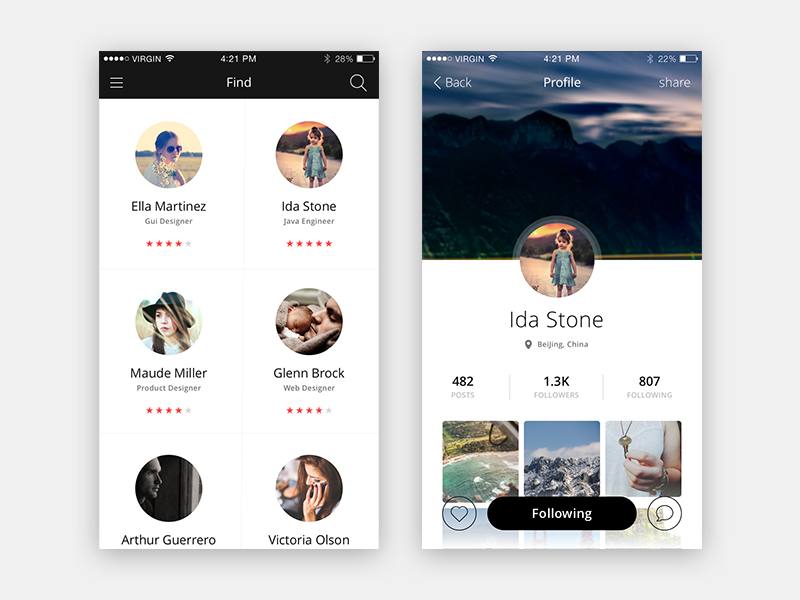 VIRGIN 4:21 PM 28%
Find
Ella Martinez Ida Stone
Gui Designer Java Engineer
Maude Miller Glenn Brock
Product Designer Web Designer
Arthur Guerrero Victoria Olson
VIRGIN 4:21 PM 22%
Back Profile share
Ida Stone
BeiJing, China
482 1.3K 807
POSTS FOLLOWERS FOLLOWING
Following